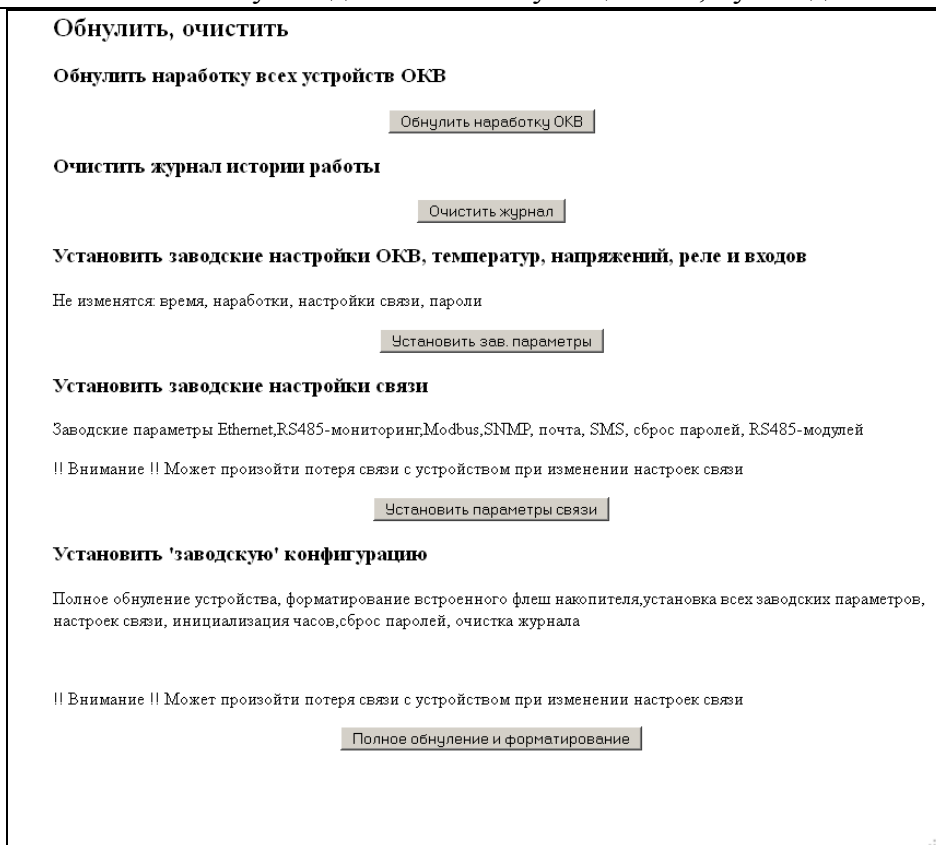 Обнулить, очистить
Обнулить наработку всех устройств ОКВ
Обнулить наработку ОКВ
Очистить журнал истории работы
Очистить журнал
Установить заводские настройки ОКВ, температур, напряжений, реле и входов
Не изменятся: время, наработки, настройки связи, пароли
Установить зав. параметры
Установить заводские настройки связи
Заводские параметры Ethernet,RS485-мониторинг,Modbus,SNMP, почта, SMS, сброс паролей, RS485-модулей
!! Внимание !! Может произойти потеря связи с устройством при изменении настроек связи
Установить параметры связи
Установить 'заводскую' конфигурацию
Полное обнуление устройства, форматирование встроенного флеш накопителя,установка всех заводских параметров,
настроек связи, инициализация часов,сброс паролей, очистка журнала
!! Внимание !! Может произойти потеря связи с устройством при изменении настроек связи
Полное обнуление и форматирование